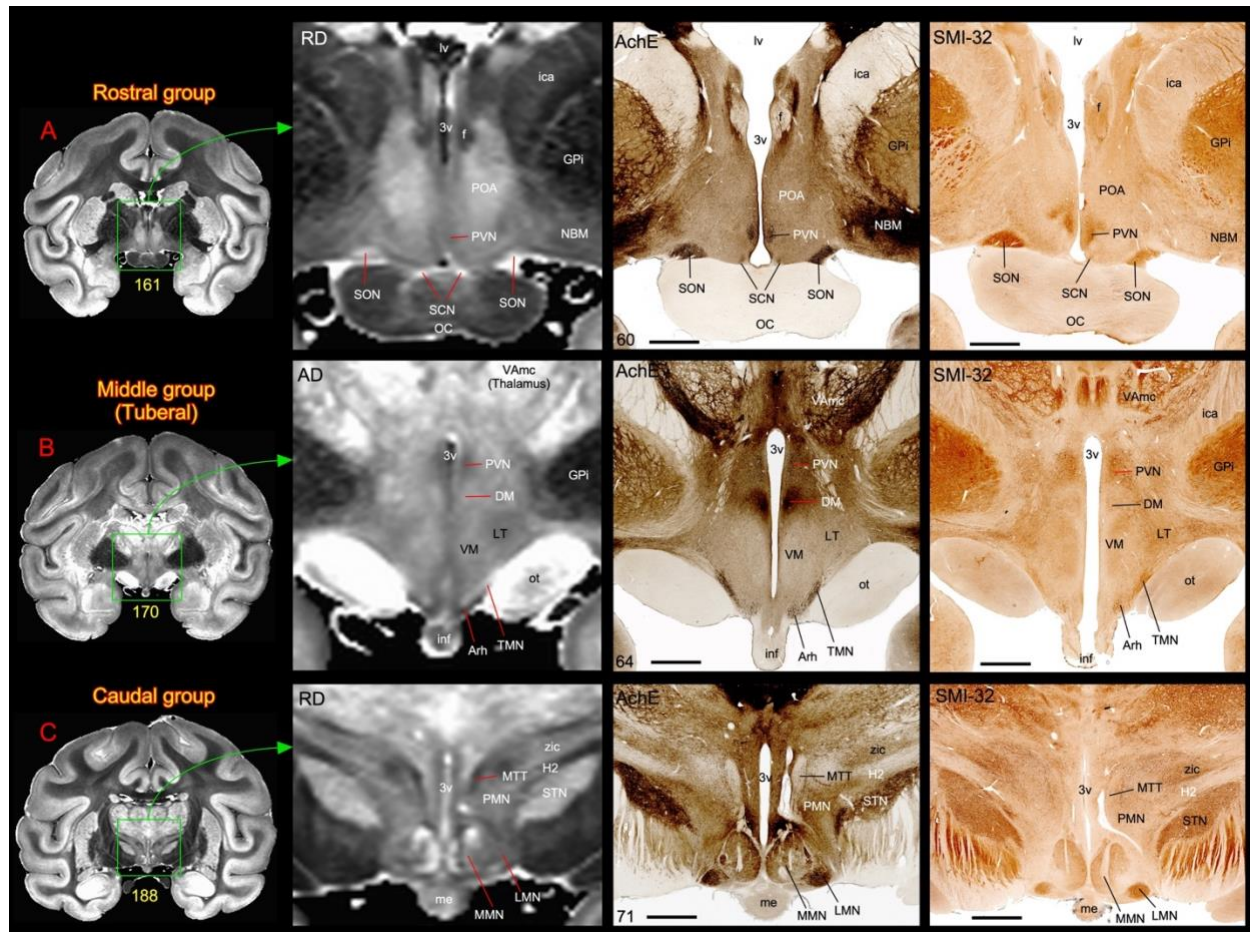 Rostral group
A
161
RD
lv
ica
3v
f
GPi
POA
PVN
NBM
SON
SCN
SON
OC
AchE
lv
ica
f
3v
GPi
POA
PVN
NBM
SON
SCN
SON
OC
60
SMI-32
lv
ica
f
3v
GPi
POA
PVN
NBM
SON
SCN
SON
OC
Middle group
(Tuberal)
B
170
AD
VAmc
(Thalamus)
3v
PVN
GPi
DM
LT
VM
ot
inf
Arh
TMN
AchE
VAmc
3v
PVN
DM
LT
VM
ot
TMN
Arh
inf
64
SMI-32
VAmc
ica
3v
PVN
GPi
DM
VM
LT
ot
TMN
Arh
inf
Caudal group
C
188
RD
zic
H2
MTT
3v
STN
PMN
LMN
MMN
me
AchE
zic
3v
MTT
H2
PMN
STN
MMN
LMN
me
71
SMI-32
zic
3v
MTT
H2
PMN
STN
me
MMN
LMN